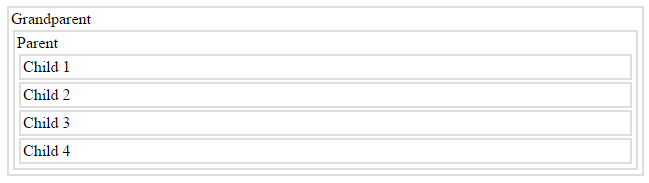 Grandparent
Parent
Child 1
Child 2
Child 3
Child 4